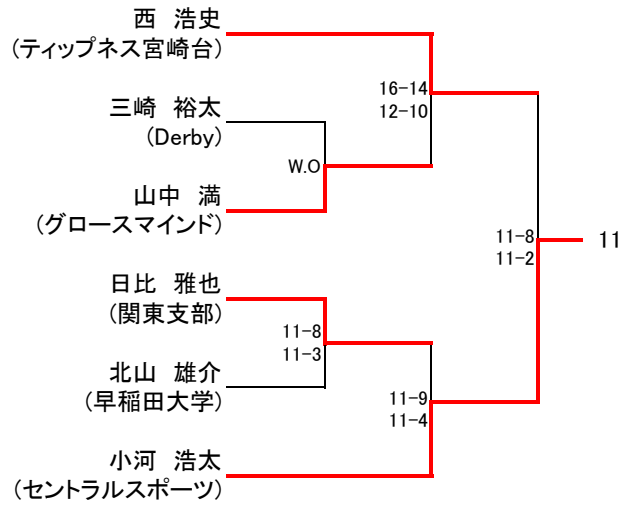 西 浩史
(ティップネス宮崎台)
16-14
12-10
三崎 裕太
(Derby)
W.O
山中 満
(グロースマインド)
11-8
11-2
11
日比 雅也
(関東支部)
11-8
11-3
北山 雄介
(早稲田大学)
11-9
11-4
小河 浩太
(セントラルスポーツ)